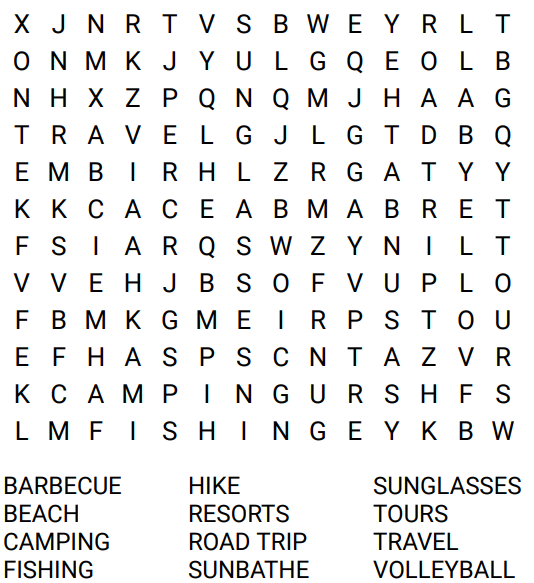 X J N R T V S B W E Y R L T
O N M K J Y U L G Q E O L B
N H X Z P Q N Q M J H A A G
T R A V E L G J L G T D B Q
E M B I R H L Z R G A T Y Y
K K C A C E A B M A B R E T
F S I A R Q S W Z Y N I L T
V V E H J B S O F V U P L O
F B M K G M E I R P S T O U
E F H A S P S C N T A Z V R
K C A M P I N G U R S H F S
L M F I S H I N G E Y K B W
BARBECUE HIKE SUNGLASSES
BEACH RESORTS TOURS
CAMPING ROAD TRIP TRAVEL
FISHING SUNBATHE VOLLEYBALL